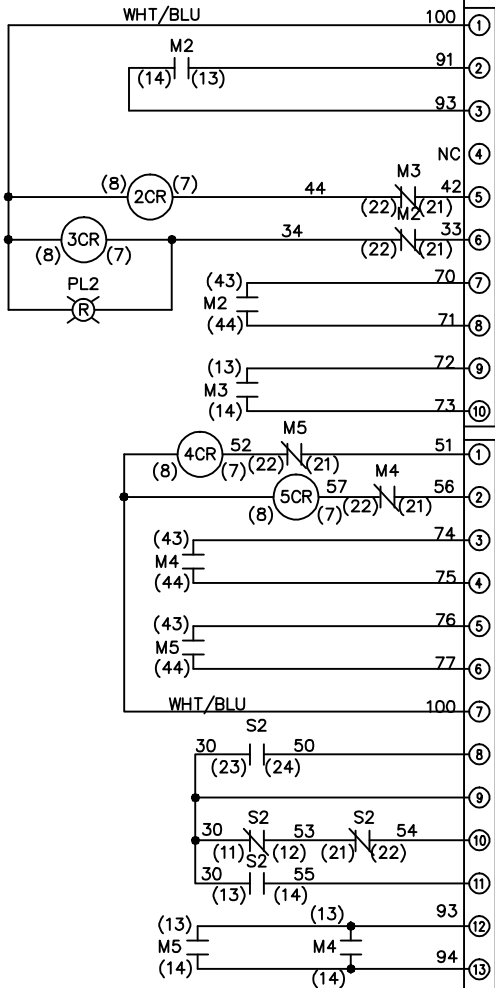 WHT/BLU 100 1
M2 91 2
(14) (13)
93 3
NC 4
M3
(8) 2CR (7) 44 42 5
(22) (21)
M2
3CR 34 33 6
(8) (7) (22) (21)
PL2
(43) 70 7
R M2
(44) 71 8
(13) 72 9
M3
(14) 73 10
M5
4CR 52 51 1
(8) (7) (22) (21)
M4
5CR 57 56 2
(8) (7) (22) (21)
(43) 74 3
M4
(44) 75 4
(43) 76 5
M5
(44) 77 6
WHT/BLU 100 7
S2
30 50 8
(23) (24)
9
S2 S2
30 53 54 10
(11) (12) (21) (22)
S2
30 55 11
(13) (14)
(13) (13) 93 12
M5 M4
(14) (14) 94 13